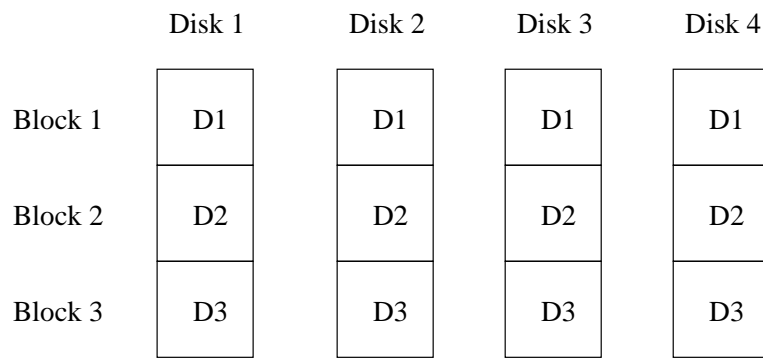 Disk 1 Disk 2 Disk 3 Disk 4
Block 1 D1 D1 D1 D1
Block 2 D2 D2 D2 D2
Block 3 D3 D3 D3 D3